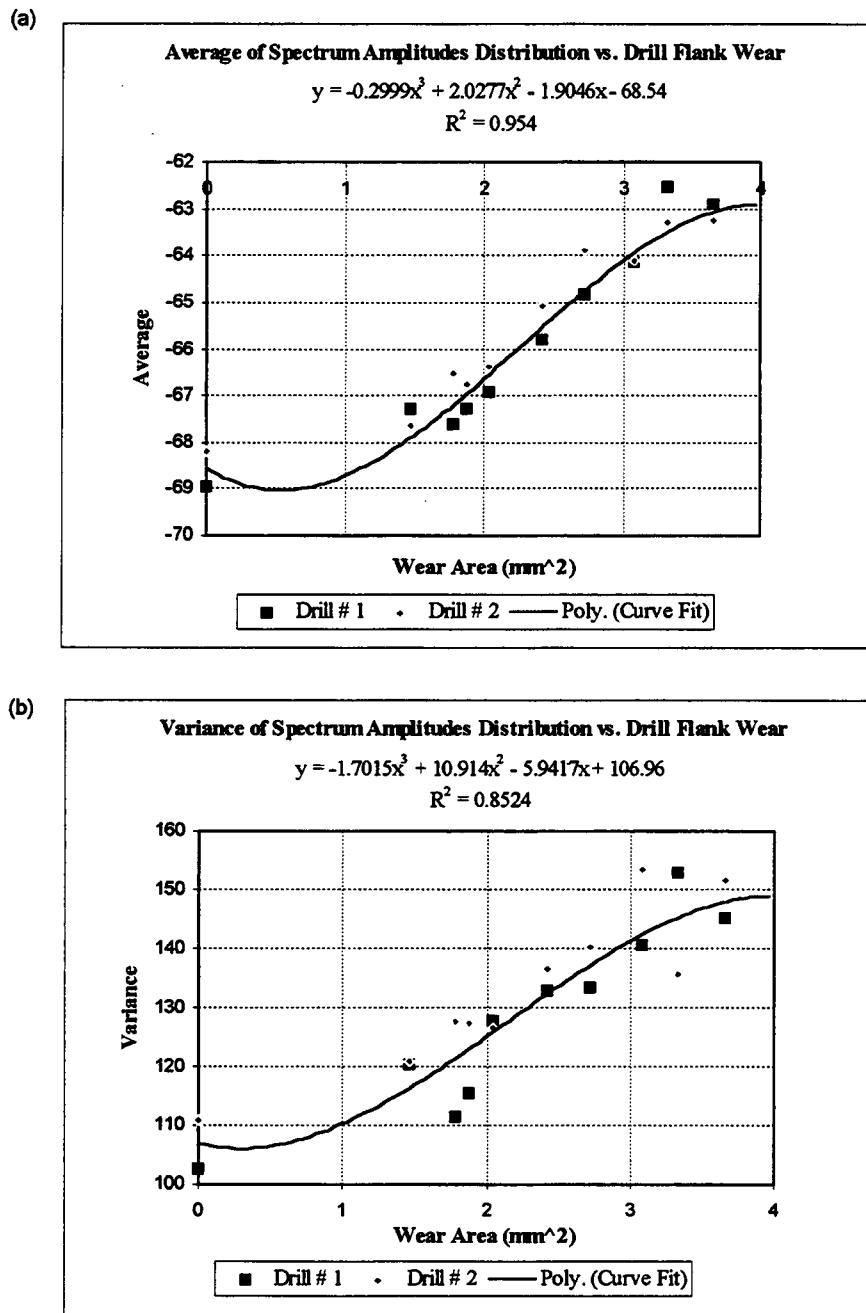 (a)
Average of Spectrum Amplitudes Distribution vs. Drill Flank Wear
y = -0.2999x³ + 2.0277x² - 1.9046x - 68.54
R² = 0.954
-62
0 1 2 3 4
-63
-64
-65
-66
-67
-68
-69
-70
Average
Wear Area (mm^2)
Drill # 1 Drill # 2 Poly. (Curve Fit)
(b)
Variance of Spectrum Amplitudes Distribution vs. Drill Flank Wear
y = -1.7015x³ + 10.914x² - 5.9417x + 106.96
R² = 0.8524
160
150
140
130
120
110
100
Variance
0 1 2 3 4
Wear Area (mm^2)
Drill # 1 Drill # 2 Poly. (Curve Fit)